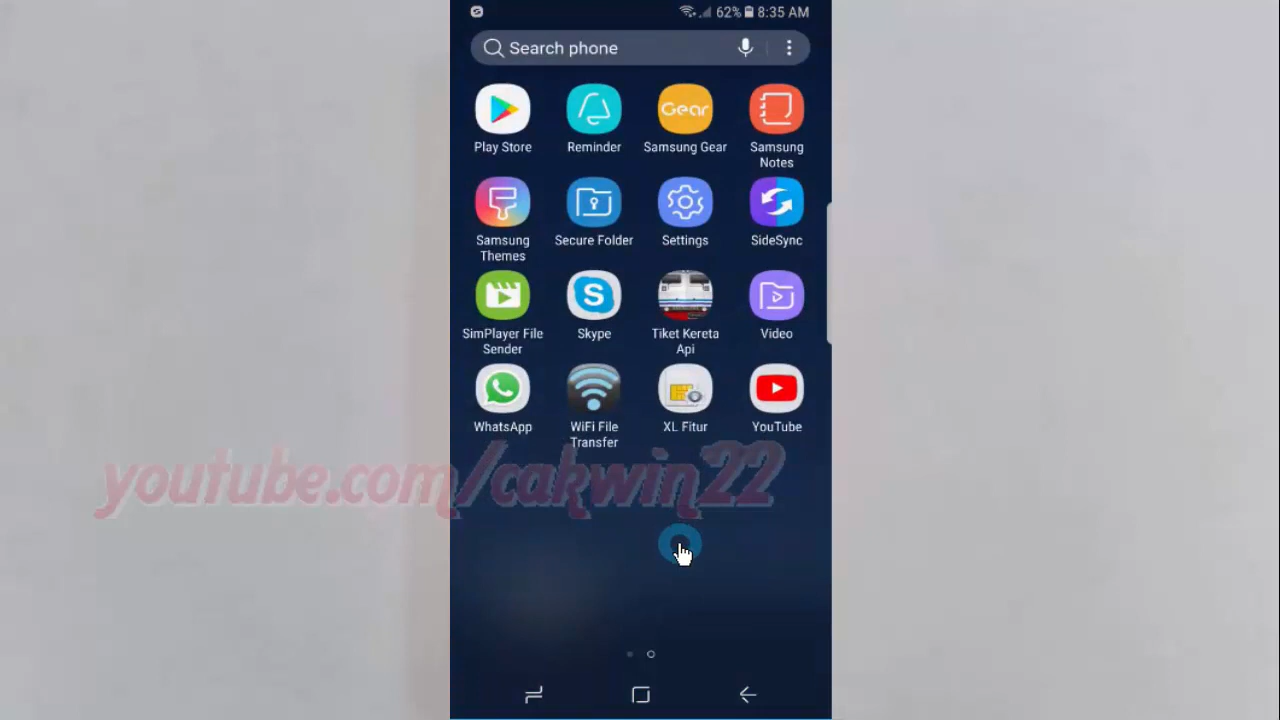 62% 8:35 AM
Search phone
Gear
Play Store
Reminder
Samsung Gear
Samsung
Notes
Samsung
Themes
Secure Folder
Settings
SideSync
S
SimPlayer File
Sender
Skype
Tiket Kereta
Api
Video
WhatsApp
WiFi File
Transfer
XL Fitur
YouTube
youtube.com/cakwin22